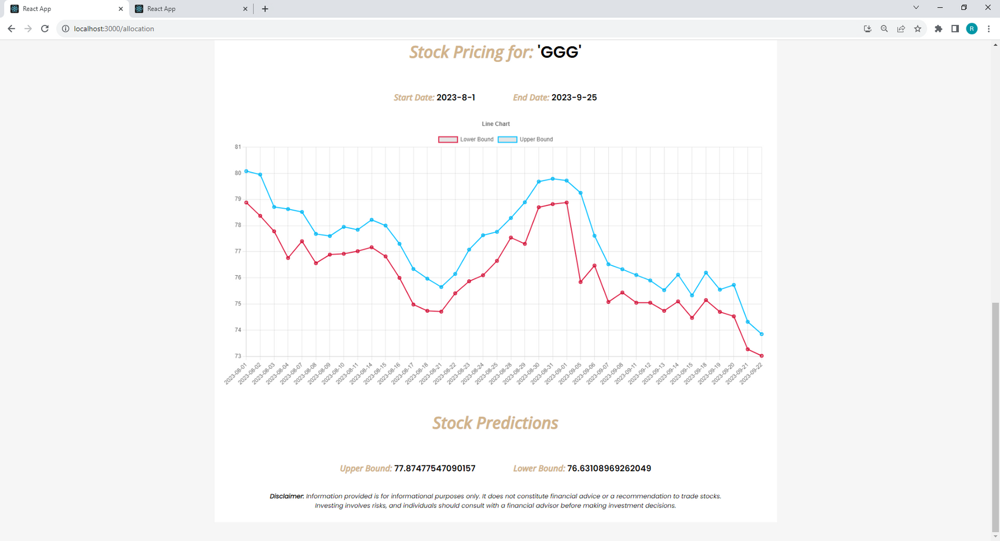 React App
React App
localhost:3000/allocation
R
Stock Pricing for: 'GGG'
Start Date: 2023-8-1 End Date: 2023-9-25
Line Chart
Lower Bound Upper Bound
81
80
79
78
77
76
75
74
73
2023-08-01 2023-08-02 2023-08-03 2023-08-04 2023-08-07 2023-08-08 2023-08-09 2023-08-10 2023-08-11 2023-08-14 2023-08-15 2023-08-16 2023-08-17 2023-08-18 2023-08-21 2023-08-22 2023-08-23 2023-08-24 2023-08-25 2023-08-28 2023-08-29 2023-08-30 2023-08-31 2023-09-01 2023-09-05 2023-09-06 2023-09-07 2023-09-08 2023-09-11 2023-09-12 2023-09-13 2023-09-14 2023-09-15 2023-09-18 2023-09-19 2023-09-20 2023-09-21 2023-09-22
Stock Predictions
Upper Bound: 77.87477547090157 Lower Bound: 76.63108969262049
Disclaimer: Information provided is for informational purposes only. It does not constitute financial advice or a recommendation to trade stocks.
Investing involves risks, and individuals should consult with a financial advisor before making investment decisions.